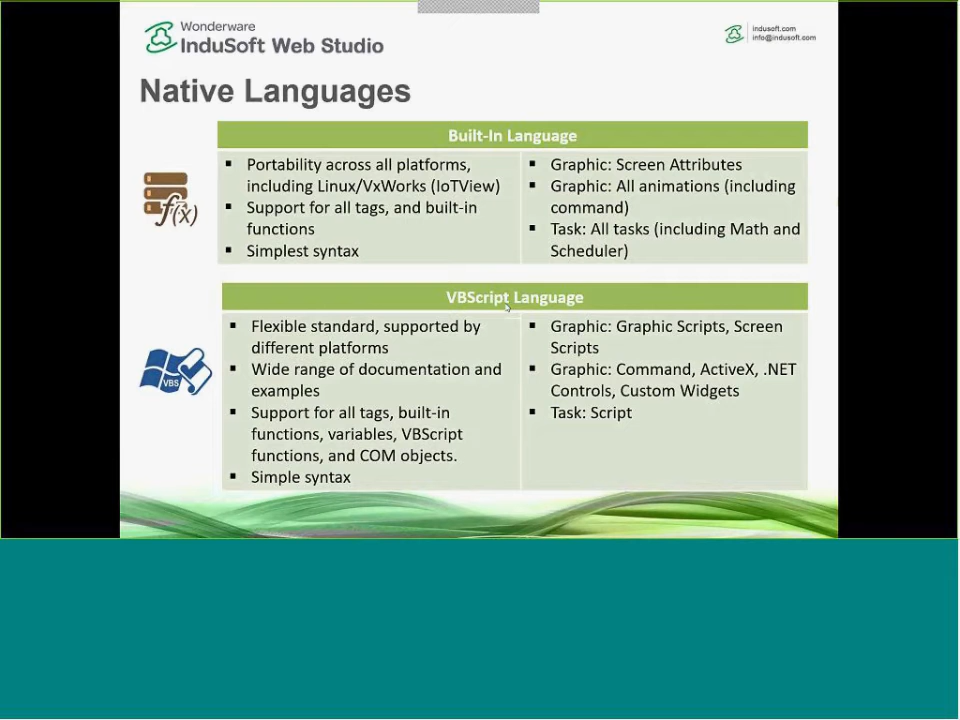 Wonderware
InduSoft Web Studio
indusoft.com
info@indusoft.com
Native Languages
Built-In Language
▪ Portability across all platforms,
including Linux/VxWorks (IoTView)
▪ Support for all tags, and built-in
functions
▪ Simplest syntax
▪ Graphic: Screen Attributes
▪ Graphic: All animations (including
command)
▪ Task: All tasks (including Math and
Scheduler)
f(x)
VBScript Language
▪ Flexible standard, supported by
different platforms
▪ Wide range of documentation and
examples
▪ Support for all tags, built-in
functions, variables, VBScript
functions, and COM objects.
▪ Simple syntax
▪ Graphic: Graphic Scripts, Screen
Scripts
▪ Graphic: Command, ActiveX, .NET
Controls, Custom Widgets
▪ Task: Script
VBS